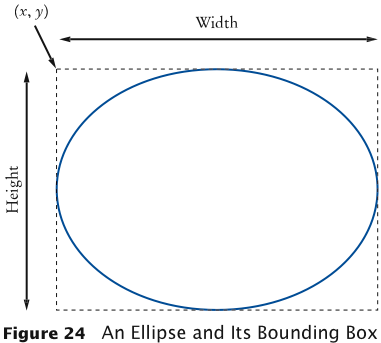 (x, y)
Width
Height
Figure 24 An Ellipse and Its Bounding Box